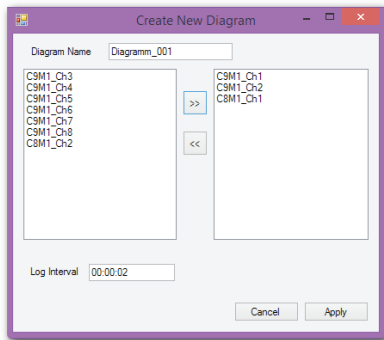 Create New Diagram
Diagram Name Diagramm_001
C9M1_Ch3
C9M1_Ch4
C9M1_Ch5
C9M1_Ch6
C9M1_Ch7
C9M1_Ch8
C8M1_Ch2
>>
<<
C9M1_Ch1
C9M1_Ch2
C8M1_Ch1
Log Interval 00:00:02
Cancel Apply